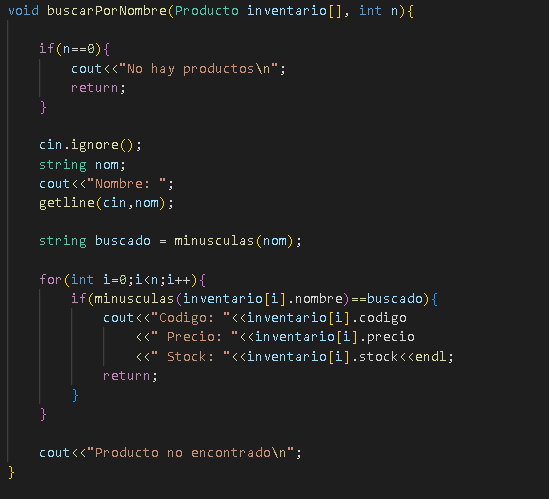 void buscarPorNombre(Producto inventario[], int n){
if(n==0){
cout<<"No hay productos\n";
return;
}
cin.ignore();
string nom;
cout<<"Nombre: ";
getline(cin,nom);
string buscado = minusculas(nom);
for(int i=0;i<n;i++){
if(minusculas(inventario[i].nombre)==buscado){
cout<<"Codigo: "<<inventario[i].codigo
<<" Precio: "<<inventario[i].precio
<<" Stock: "<<inventario[i].stock<<endl;
return;
}
}
cout<<"Producto no encontrado\n";
}